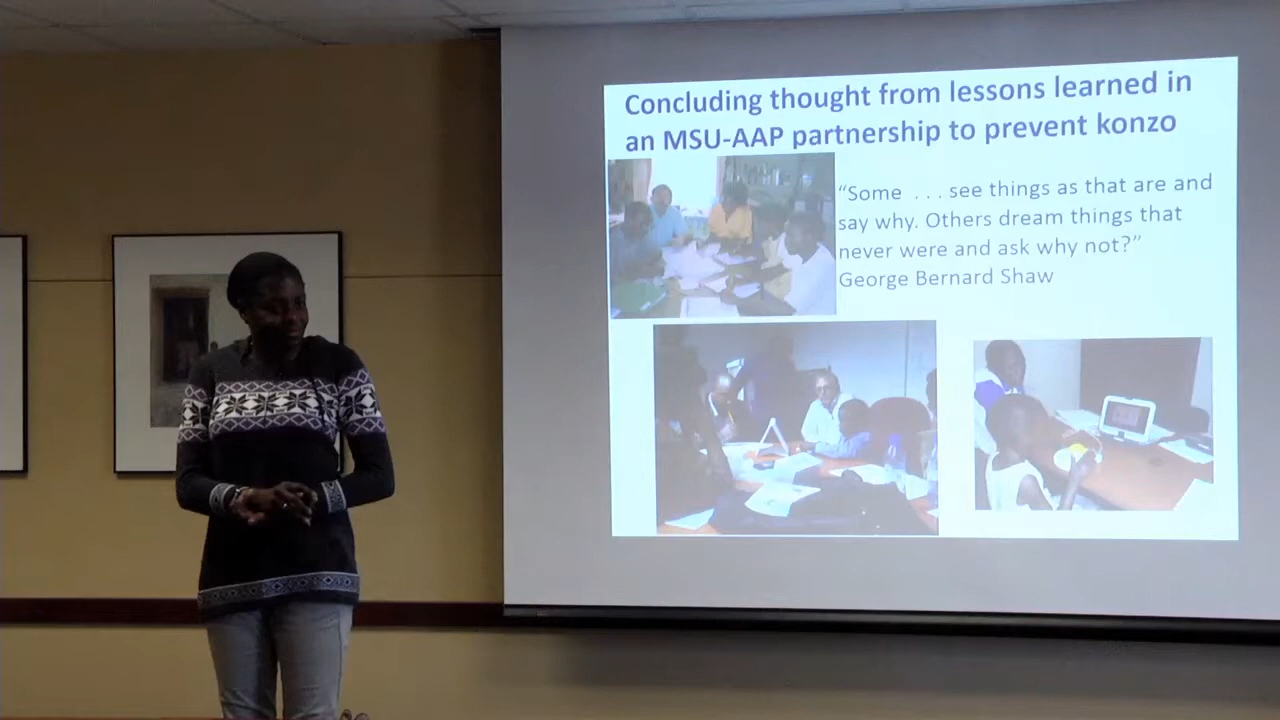 Concluding thought from lessons learned in
an MSU-AAP partnership to prevent konzo
“Some . . . see things as that are and
say why. Others dream things that
never were and ask why not?”
George Bernard Shaw